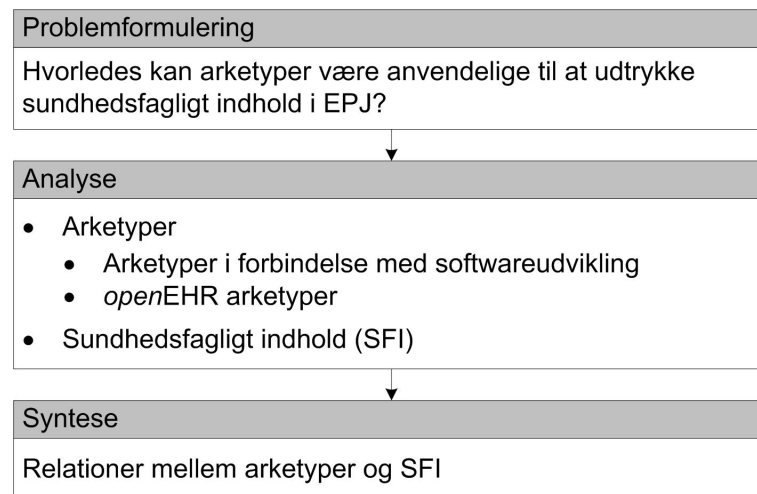 Problemformulering
Hvorledes kan arketyper være anvendelige til at udtrykke
sundhedsfagligt indhold i EPJ?
Analyse
• Arketyper
• Arketyper i forbindelse med softwareudvikling
• openEHR arketyper
• Sundhedsfagligt indhold (SFI)
Syntese
Relationer mellem arketyper og SFI